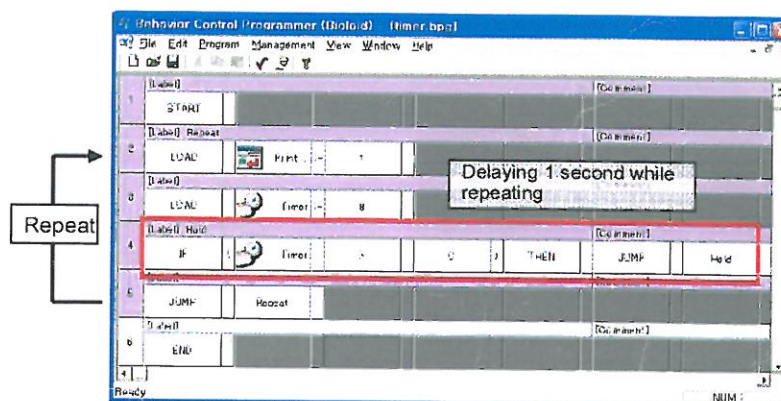 Behavior Control Programmer (Bioloid) - [timer.bpg]
File Edit Program Management View Window Help
[Label] [Comment]
1 START
[Label] Repeat [Comment]
2 LOAD Print 1
Delaying 1 second while
repeating
[Label]
3 LOAD Timer 8
Repeat
[Label] Hold [Comment]
4 IF ( Timer 0 ) THEN JUMP Hold
[Label] [Comment]
5 JUMP Repeat
[Label] [Comment]
6 END
Ready NUM